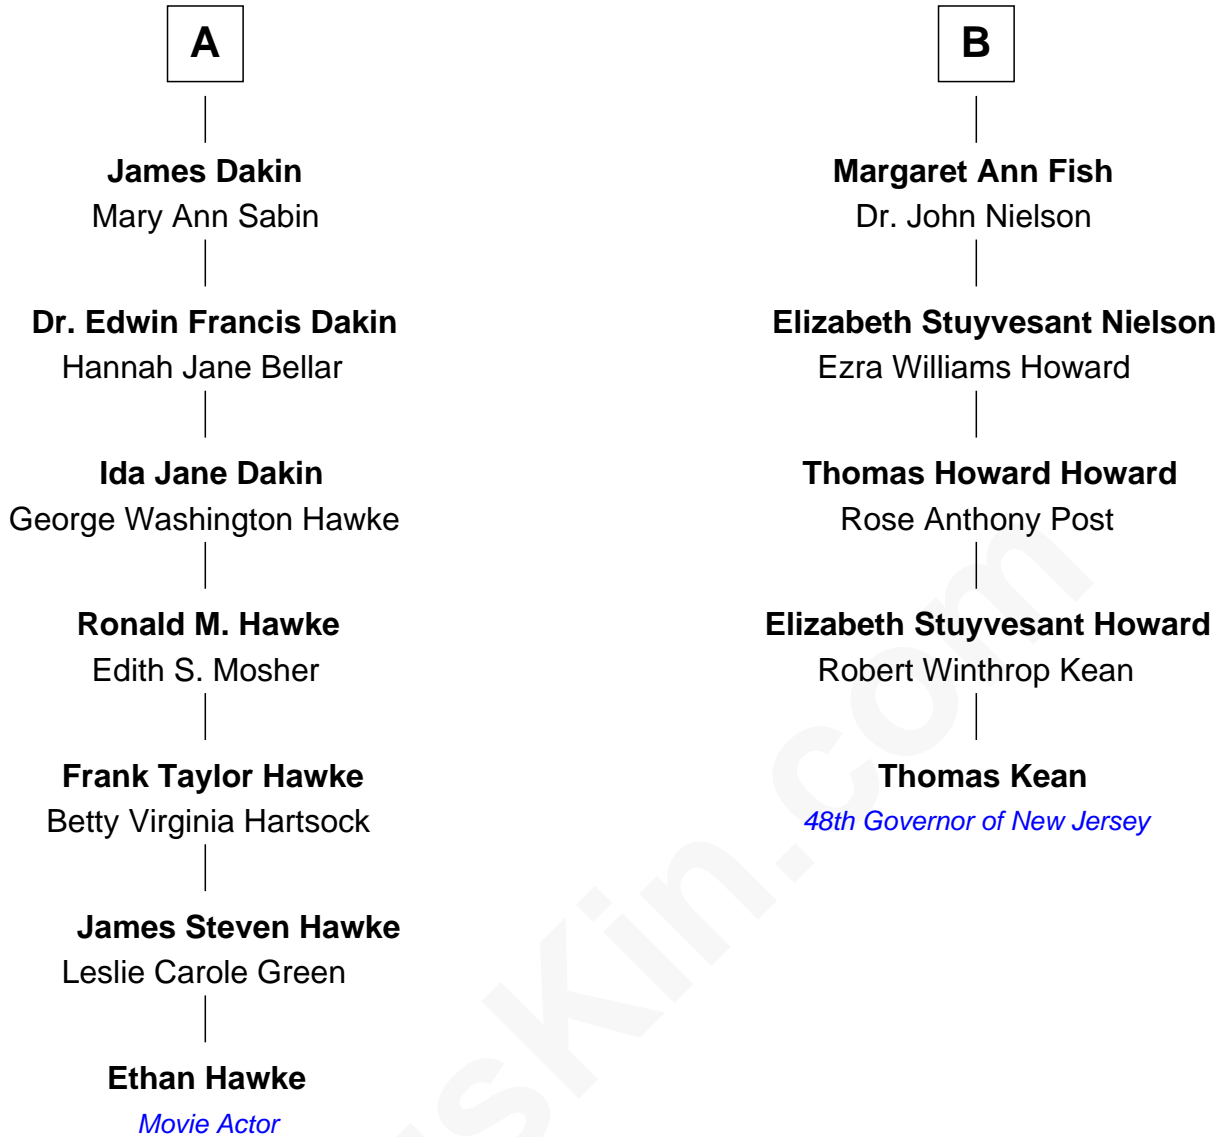 A
James Dakin
Mary Ann Sabin
Dr. Edwin Francis Dakin
Hannah Jane Bellar
Ida Jane Dakin
George Washington Hawke
Ronald M. Hawke
Edith S. Mosher
Frank Taylor Hawke
Betty Virginia Hartsock
James Steven Hawke
Leslie Carole Green
Ethan Hawke
Movie Actor
B
Margaret Ann Fish
Dr. John Nielson
Elizabeth Stuyvesant Nielson
Ezra Williams Howard
Thomas Howard Howard
Rose Anthony Post
Elizabeth Stuyvesant Howard
Robert Winthrop Kean
Thomas Kean
48th Governor of New Jersey
sKin.com